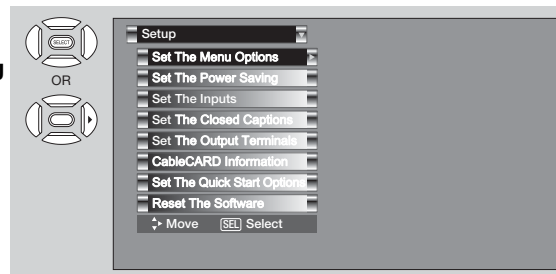 SELECT
OR
Setup
Set The Menu Options
Set The Power Saving
Set The Inputs
Set The Closed Captions
Set The Output Terminals
CableCARD Information
Set The Quick Start Options
Reset The Software
Move SEL Select